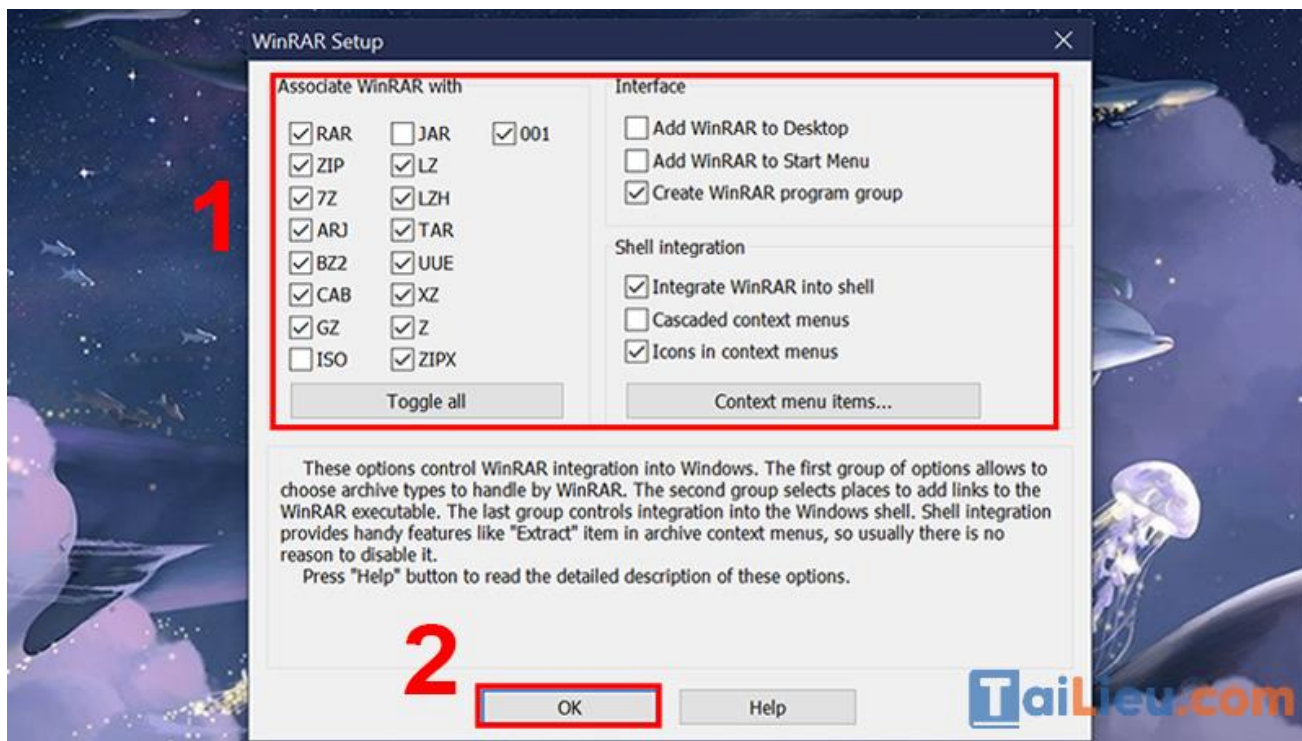 WinRAR Setup
Associate WinRAR with
RAR
JAR
001
ZIP
LZ
7Z
LZH
ARJ
TAR
BZ2
UUE
CAB
XZ
GZ
Z
ISO
ZIPX
Toggle all
Interface
Add WinRAR to Desktop
Add WinRAR to Start Menu
Create WinRAR program group
Shell integration
Integrate WinRAR into shell
Cascaded context menus
Icons in context menus
Context menu items...
1
These options control WinRAR integration into Windows. The first group of options allows to
choose archive types to handle by WinRAR. The second group selects places to add links to the
WinRAR executable. The last group controls integration into the Windows shell. Shell integration
provides handy features like "Extract" item in archive context menus, so usually there is no
reason to disable it.
Press "Help" button to read the detailed description of these options.
2
OK
Help
TaiLieu.com